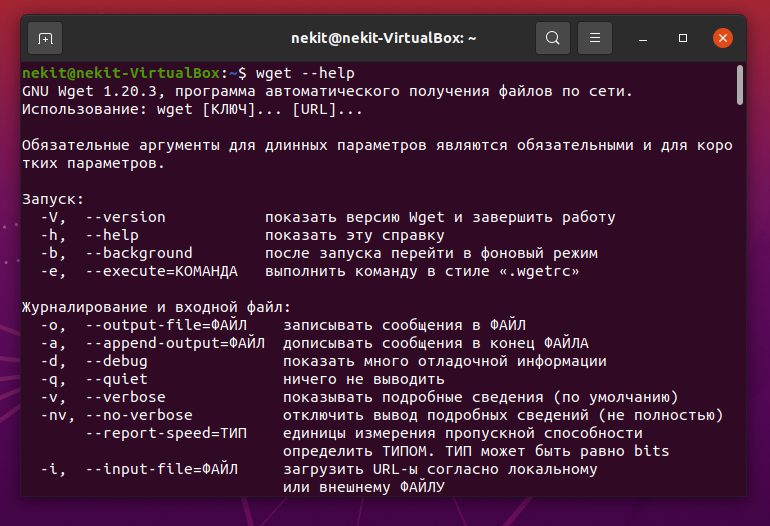 nekit@nekit-VirtualBox: ~
nekit@nekit-VirtualBox:~$ wget --help
GNU Wget 1.20.3, программа автоматического получения файлов по сети.
Использование: wget [КЛЮЧ]... [URL]...
Обязательные аргументы для длинных параметров являются обязательными и для коро
тких параметров.
Запуск:
-V,  --version           показать версию Wget и завершить работу
-h,  --help              показать эту справку
-b,  --background        после запуска перейти в фоновый режим
-e,  --execute=КОМАНДА   выполнить команду в стиле «.wgetrc»
Журналирование и входной файл:
-o,  --output-file=ФАЙЛ    записывать сообщения в ФАЙЛ
-a,  --append-output=ФАЙЛ  дописывать сообщения в конец ФАЙЛА
-d,  --debug               показать много отладочной информации
-q,  --quiet               ничего не выводить
-v,  --verbose             показывать подробные сведения (по умолчанию)
-nv, --no-verbose          отключить вывод подробных сведений (не полностью)
--report-speed=ТИП     единицы измерения пропускной способности
определить ТИПОМ. ТИП может быть равно bits
-i,  --input-file=ФАЙЛ     загрузить URL-ы согласно локальному
или внешнему ФАЙЛУ